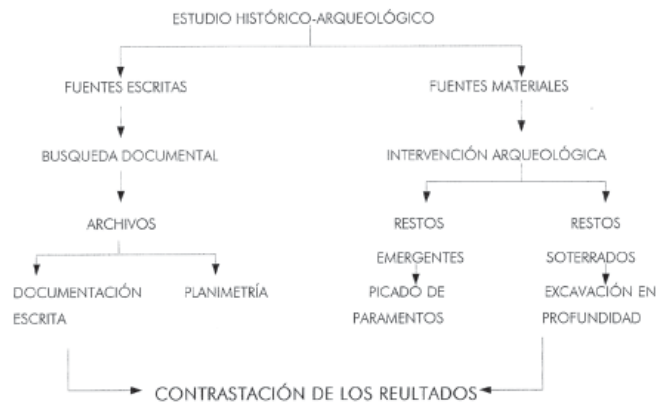 ESTUDIO HISTÓRICO-ARQUEOLÓGICO
FUENTES ESCRITAS
FUENTES MATERIALES
BUSQUEDA DOCUMENTAL
INTERVENCIÓN ARQUEOLÓGICA
ARCHIVOS
RESTOS
EMERGENTES
RESTOS
SOTERRADOS
DOCUMENTACIÓN
ESCRITA
PLANIMETRÍA
PICADO DE
PARAMENTOS
EXCAVACIÓN EN
PROFUNDIDAD
CONTRASTACIÓN DE LOS REULTADOS